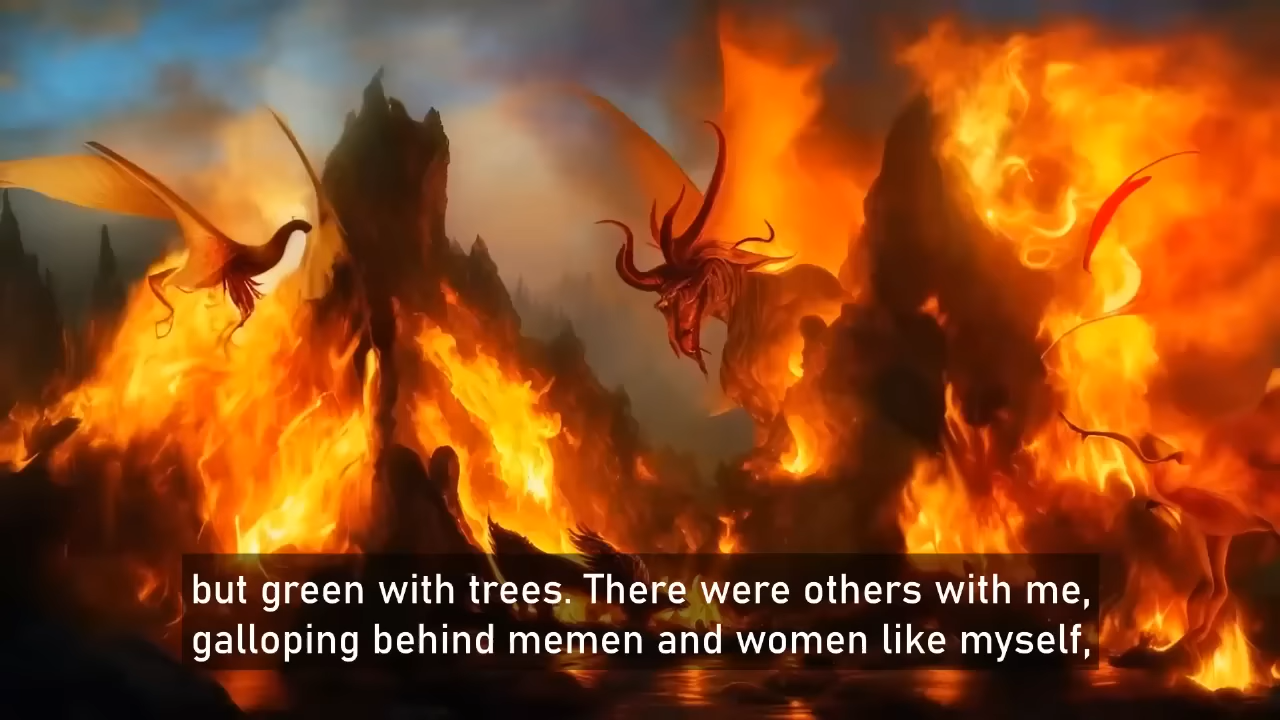 but green with trees. There were others with me,
galloping behind memen and women like myself,